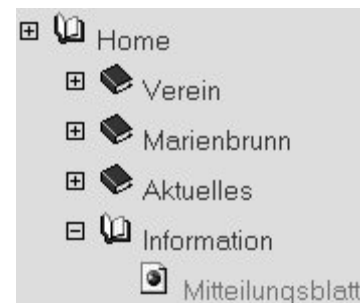 Home
Verein
Marienbrunn
Aktuelles
Information
Mitteilungsblatt